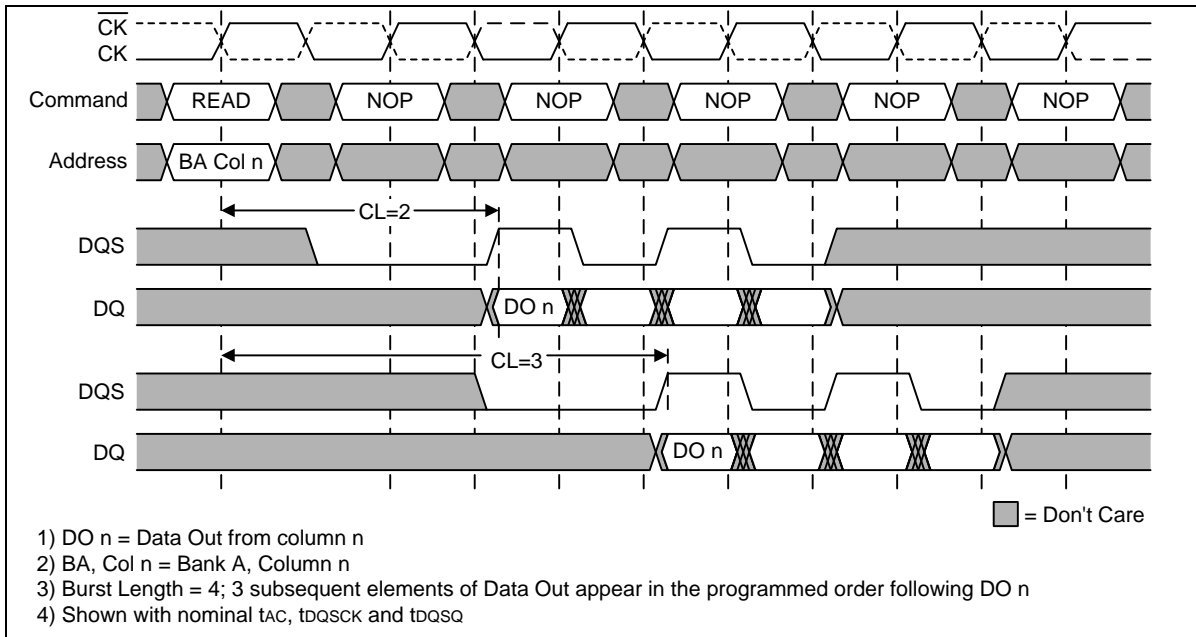 CK
CK
Command READ NOP NOP NOP NOP NOP
Address BA Col n
CL=2
DQS
DQ DO n
CL=3
DQS
DQ DO n
= Don't Care
1) DO n = Data Out from column n
2) BA, Col n = Bank A, Column n
3) Burst Length = 4; 3 subsequent elements of Data Out appear in the programmed order following DO n
4) Shown with nominal tAC, tDQSCK and tDQSQ